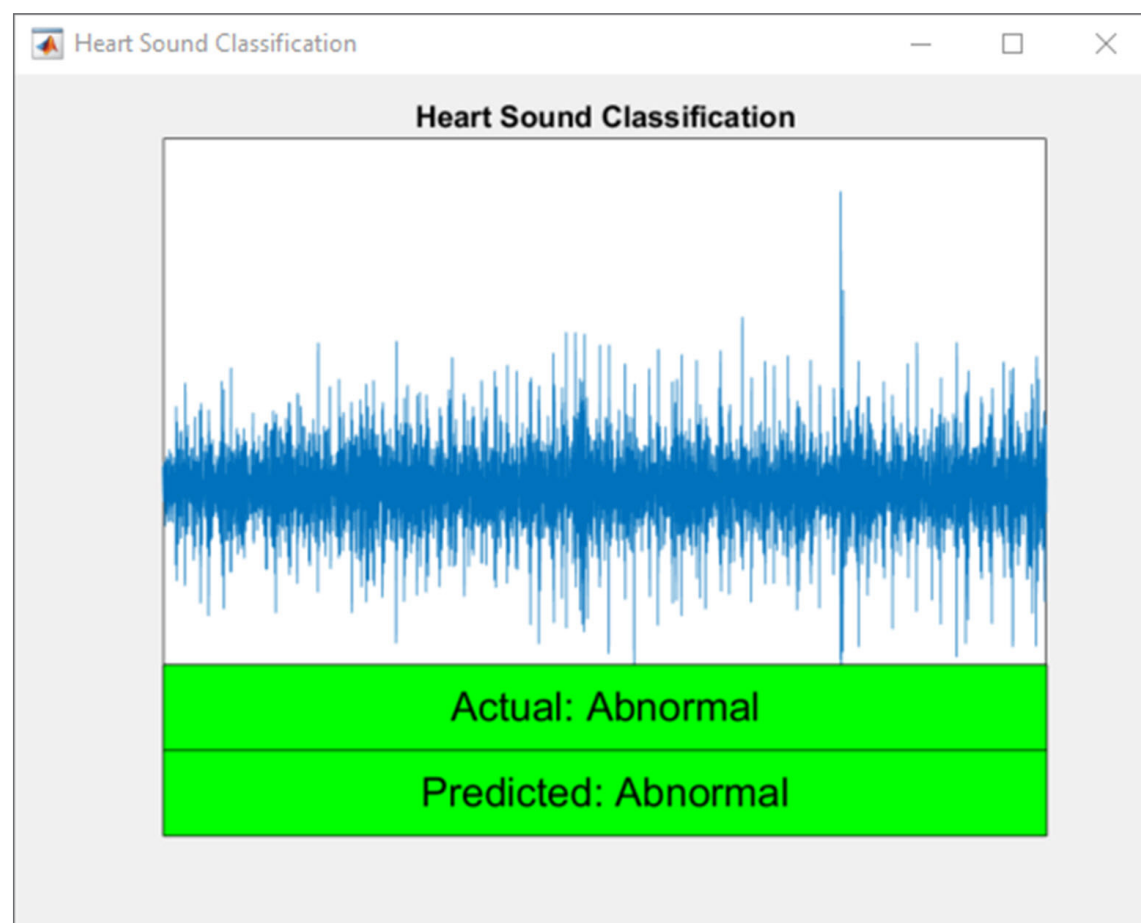 Heart Sound Classification
Heart Sound Classification
Actual: Abnormal
Predicted: Abnormal